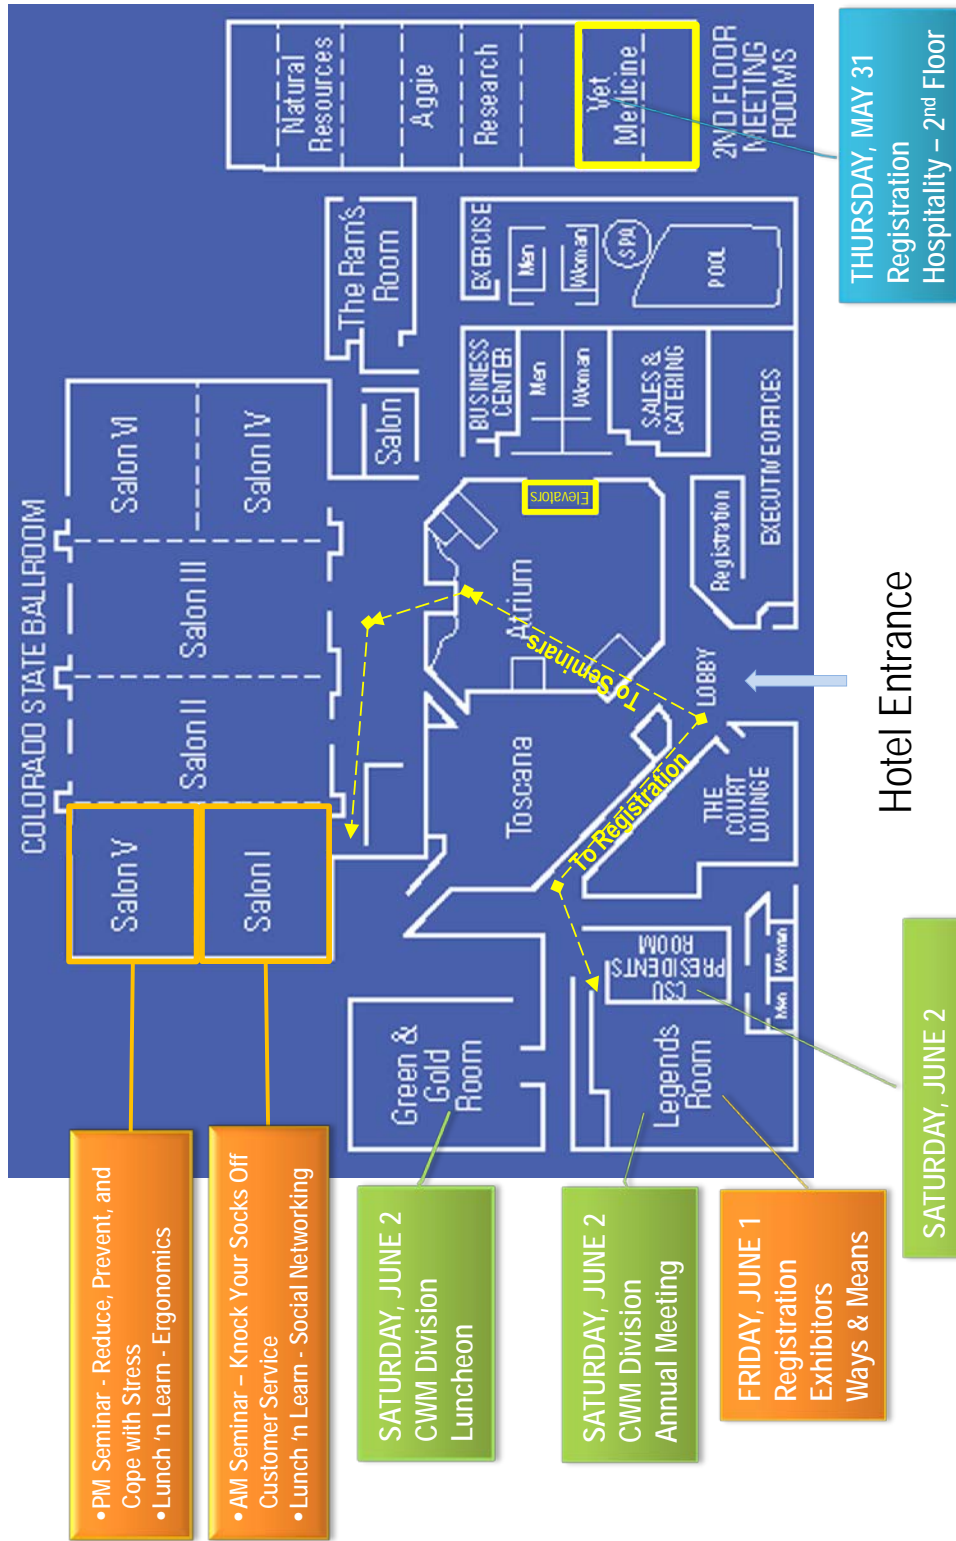 • PM Seminar - Reduce, Prevent, and
Cope with Stress
• Lunch ‘n Learn - Ergonomics
• AM Seminar – Knock Your Socks Off
Customer Service
• Lunch ‘n Learn - Social Networking
SATURDAY, JUNE 2
CWM Division
Luncheon
SATURDAY, JUNE 2
CWM Division
Annual Meeting
FRIDAY, JUNE 1
Registration
Exhibitors
Ways & Means
SATURDAY, JUNE 2
COLORADO STATE BALLROOM
Salon V
Salon I
Salon II
Salon III
Salon VI
Salon IV
Salon
The Ram's
Room
Natural
Resources
Aggie
Research
Vet
Medicine
2ND FLOOR
MEETING
ROOMS
Green &
Gold
Room
Legends
Room
CSU
PRESIDENTS
ROOM
Men
Woman
THE
COURT
LOUNGE
Toscana
Atrium
Elevators
To Seminars
To Registration
LOBBY
Registration
EXECUTIVE OFFICES
BUSINESS
CENTER
Men
Woman
SALES &
CATERING
EXERCISE
Men
Woman
SPA
POOL
Hotel Entrance
THURSDAY, MAY 31
Registration
Hospitality – 2nd Floor